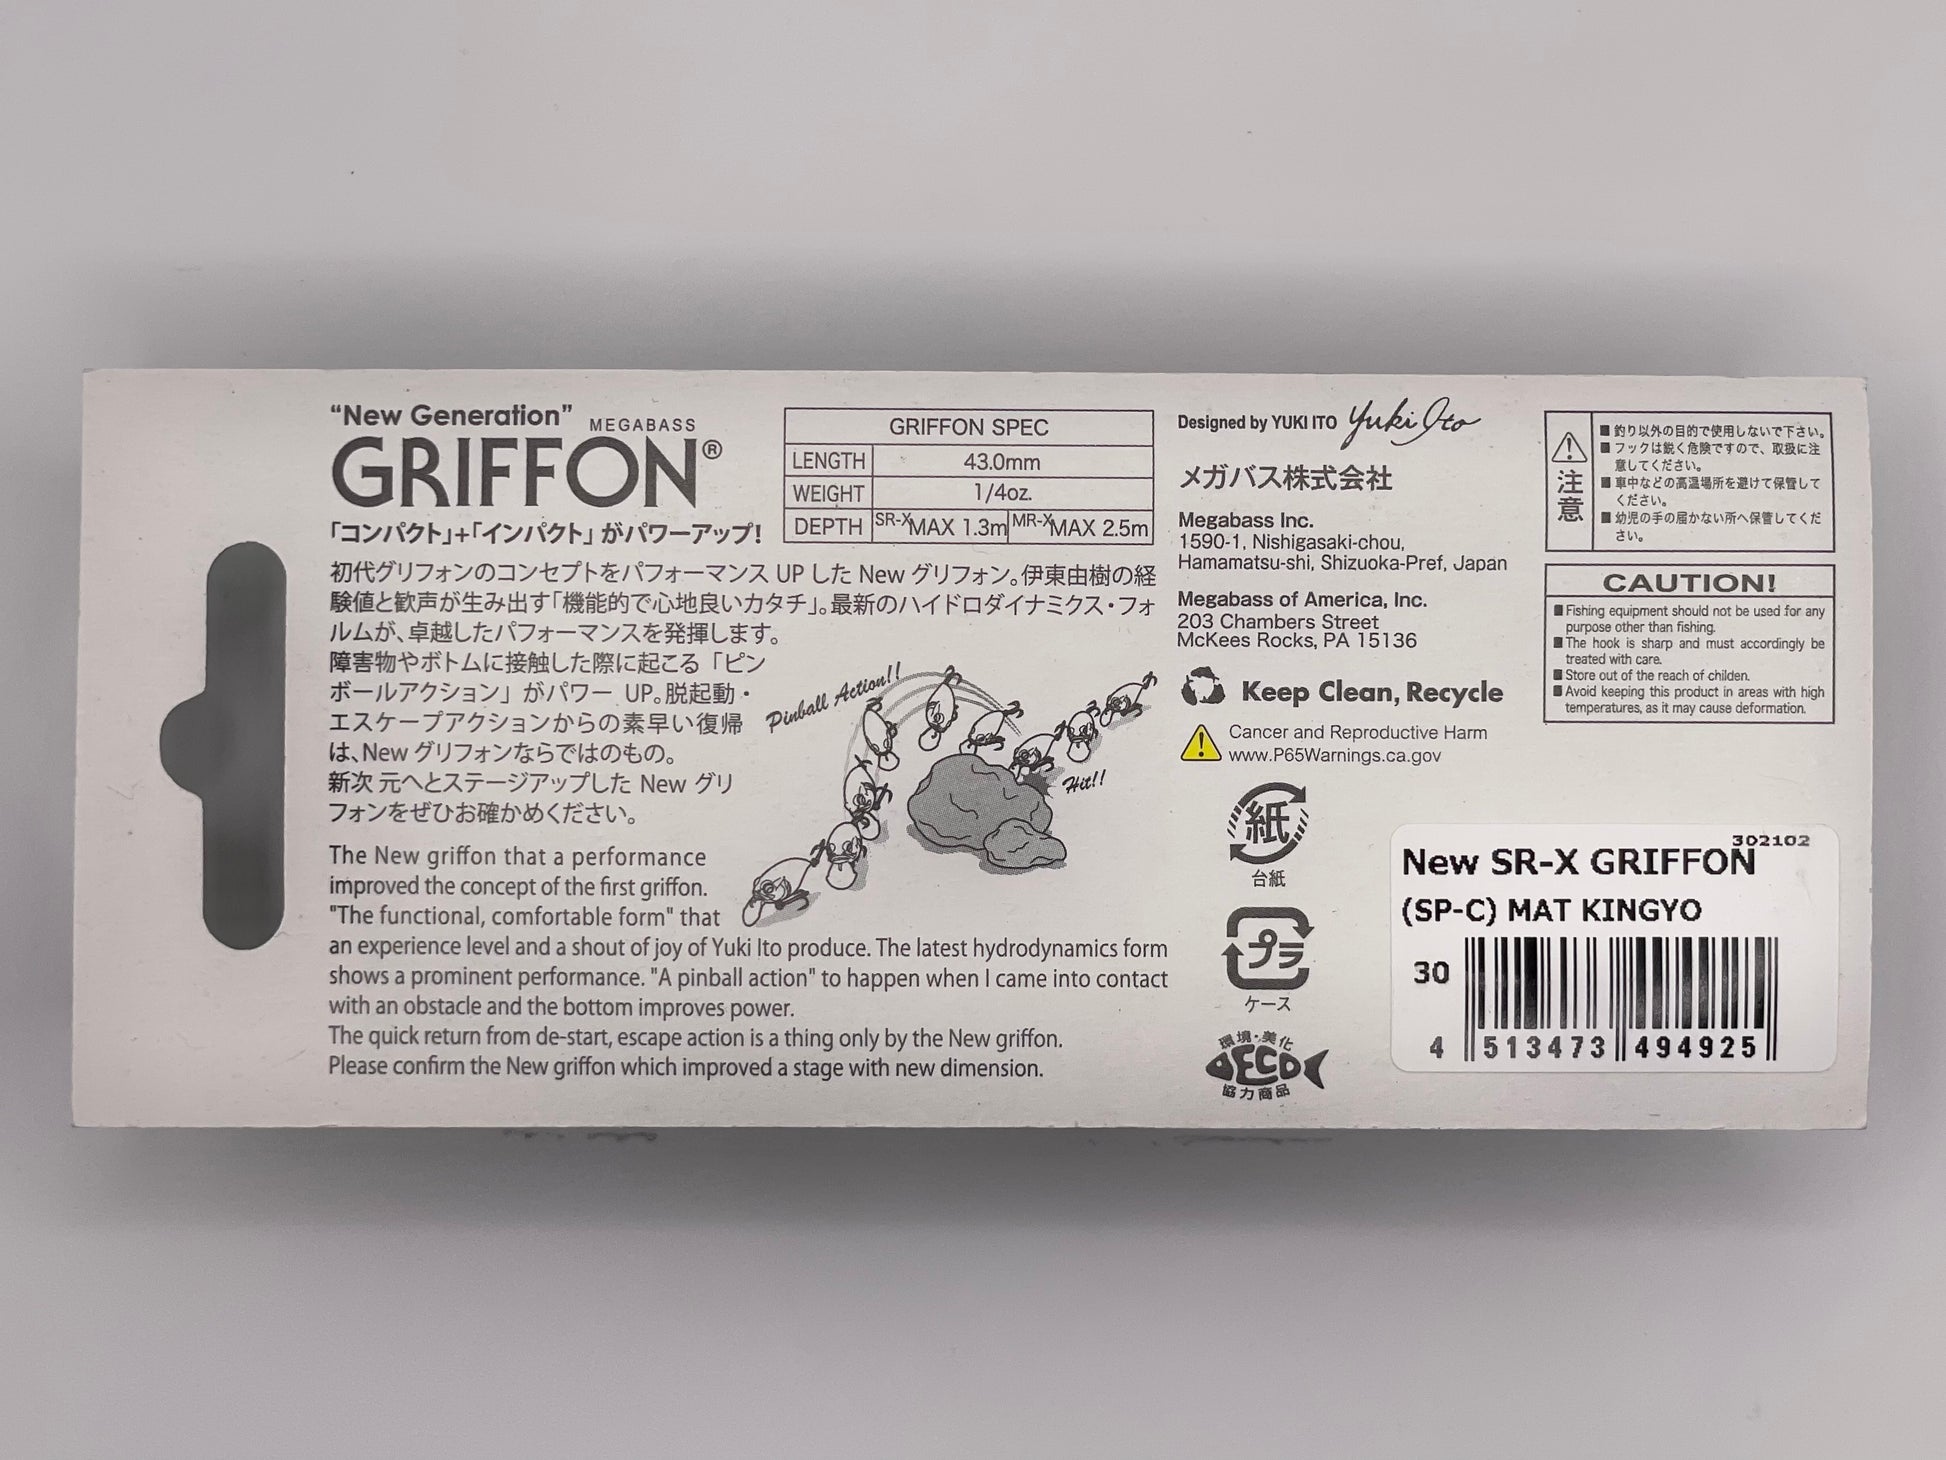 “New Generation”
MEGABASS
GRIFFON®
「コンパクト」+「インパクト」がパワーアップ!
初代グリフォンのコンセプトをパフォーマンス UP した New グリフォン。伊東由樹の経
験値と歓声が生み出す「機能的で心地良いカタチ」。最新のハイドロダイナミクス・フォ
ルムが、卓越したパフォーマンスを発揮します。
障害物やボトムに接触した際に起こる「ピン
ボールアクション」がパワー UP。脱起動・
エスケープアクションからの素早い復帰
は、New グリフォンならではのもの。
新次 元へとステージアップした New グリ
フォンをぜひお確かめください。
The New griffon that a performance
improved the concept of the first griffon.
"The functional, comfortable form" that
an experience level and a shout of joy of Yuki Ito produce. The latest hydrodynamics form
shows a prominent performance. "A pinball action" to happen when I came into contact
with an obstacle and the bottom improves power.
The quick return from de-start, escape action is a thing only by the New griffon.
Please confirm the New griffon which improved a stage with new dimension.
GRIFFON SPEC
LENGTH 43.0mm
WEIGHT 1/4oz.
DEPTH SR-X MAX 1.3m MR-X MAX 2.5m
Pinball Action!!
Hit!!
Designed by YUKI ITO Yuki Ito
メガバス株式会社
Megabass Inc.
1590-1, Nishigasaki-chou,
Hamamatsu-shi, Shizuoka-Pref, Japan
Megabass of America, Inc.
203 Chambers Street
McKees Rocks, PA 15136
Keep Clean, Recycle
Cancer and Reproductive Harm
www.P65Warnings.ca.gov
紙
台紙
プラ
ケース
環境・美化
DECO
協力商品
注意
■ 釣り以外の目的で使用しないで下さい。
■ フックは鋭く危険ですので、取扱に注
意してください。
■ 車中などの高温場所を避けて保管して
ください。
■ 幼児の手の届かない所へ保管してくだ
さい。
CAUTION!
■ Fishing equipment should not be used for any
purpose other than fishing.
■ The hook is sharp and must accordingly be
treated with care.
■ Store out of the reach of childen.
■ Avoid keeping this product in areas with high
temperatures, as it may cause deformation.
302102
New SR-X GRIFFON
(SP-C) MAT KINGYO
30
4 513473 494925